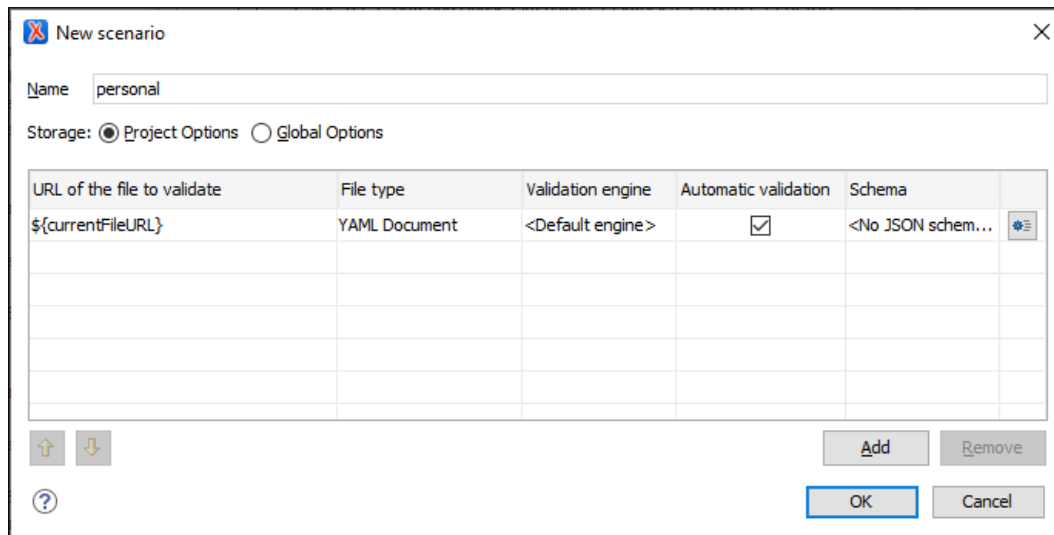 New scenario
Name personal
Storage: Project Options Global Options
URL of the file to validate File type Validation engine Automatic validation Schema
${currentFileURL} YAML Document <Default engine> <No JSON schem...
Add Remove
? OK Cancel